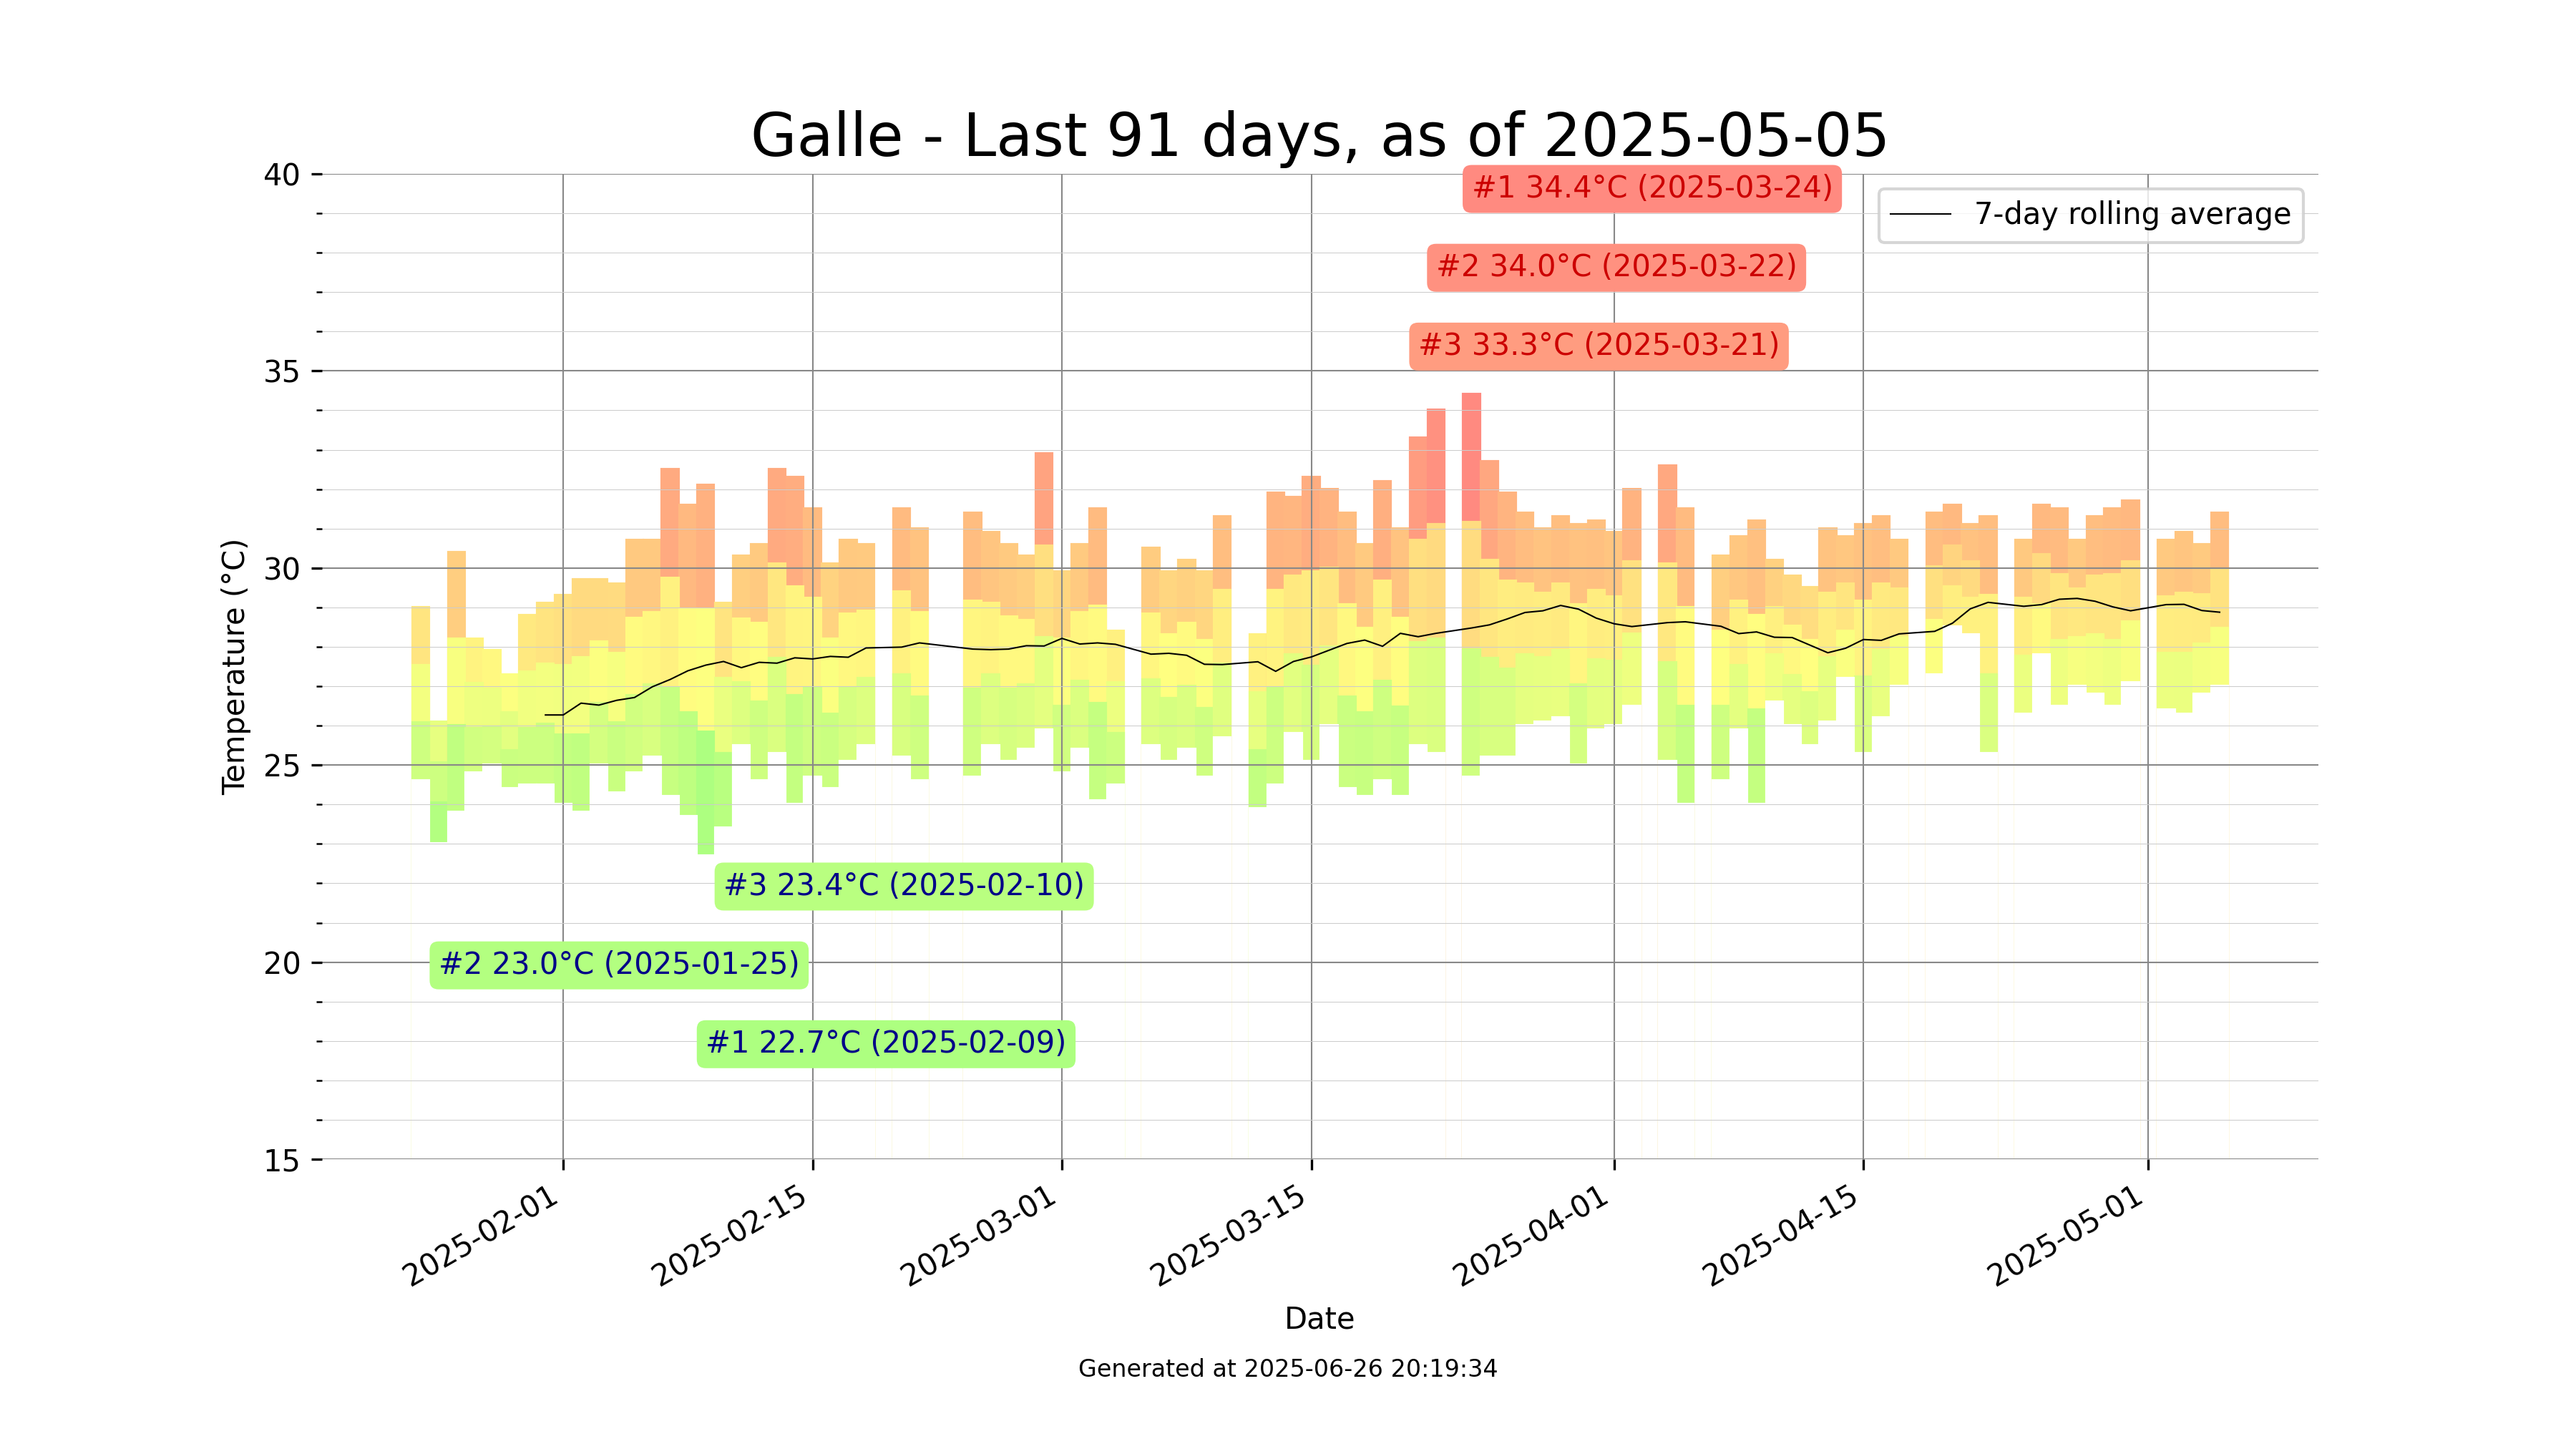 Galle - Last 91 days, as of 2025-05-05
40
#1 34.4°C (2025-03-24)
7-day rolling average
#2 34.0°C (2025-03-22)
#3 33.3°C (2025-03-21)
35
30
Temperature (°C)
25
#3 23.4°C (2025-02-10)
20
#2 23.0°C (2025-01-25)
#1 22.7°C (2025-02-09)
15
2025-02-01
2025-02-15
2025-03-01
2025-03-15
2025-04-01
2025-04-15
2025-05-01
Date
Generated at 2025-06-26 20:19:34